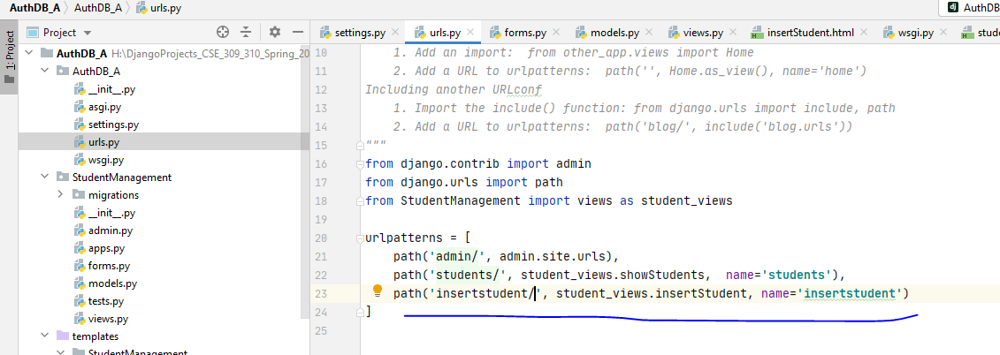 AuthDB_A AuthDB_A urls.py AuthDB
1: Project
Project
settings.py urls.py forms.py models.py views.py insertStudent.html wsgi.py stude
AuthDB_A H:\DjangoProjects_CSE_309_310_Spring_20
AuthDB_A
__init__.py
asgi.py
settings.py
urls.py
wsgi.py
StudentManagement
migrations
__init__.py
admin.py
apps.py
forms.py
models.py
tests.py
views.py
templates
StudentManagement
10 1. Add an import:  from other_app.views import Home
11 2. Add a URL to urlpatterns:  path('', Home.as_view(), name='home')
12 Including another URLconf
13 1. Import the include() function: from django.urls import include, path
14 2. Add a URL to urlpatterns:  path('blog/', include('blog.urls'))
15 """
16 from django.contrib import admin
17 from django.urls import path
18 from StudentManagement import views as student_views
19
20 urlpatterns = [
21 path('admin/', admin.site.urls),
22 path('students/', student_views.showStudents,  name='students'),
23 path('insertstudent/', student_views.insertStudent, name='insertstudent')
24 ]
25